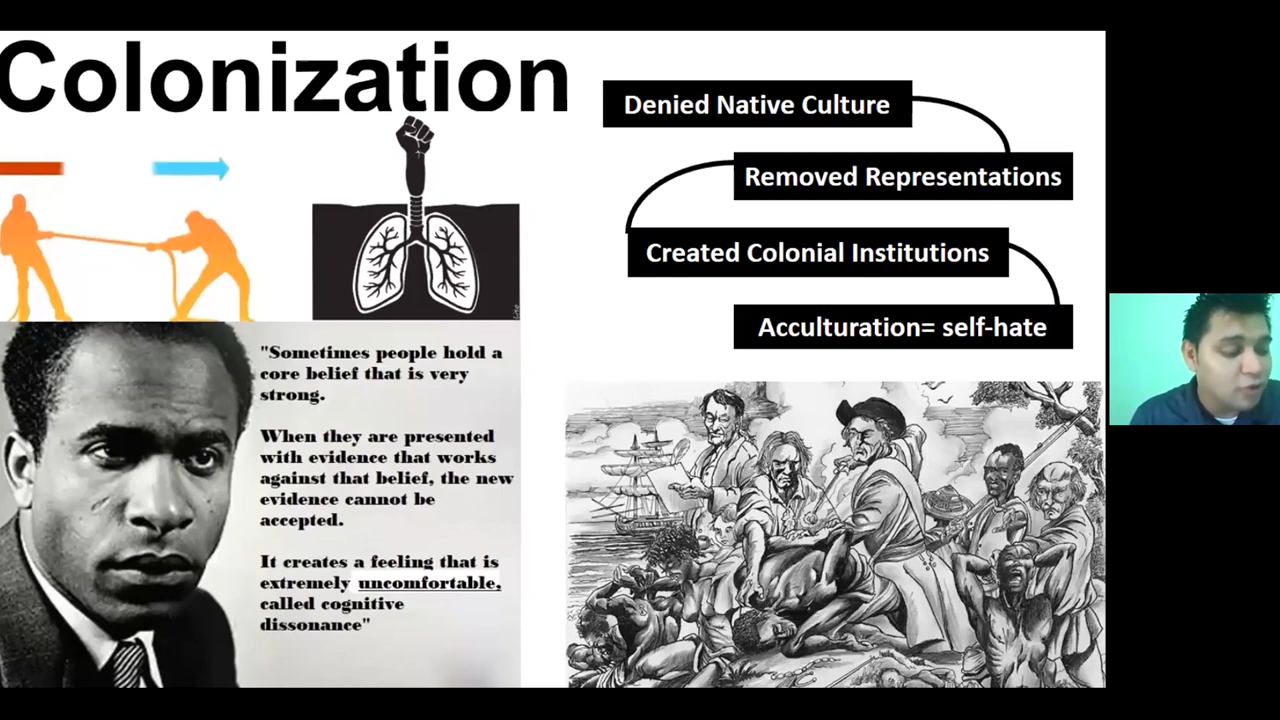 Colonization
Denied Native Culture
Removed Representations
Created Colonial Institutions
Acculturation= self-hate
"Sometimes people hold a
core belief that is very
strong.
When they are presented
with evidence that works
against that belief, the new
evidence cannot be
accepted.
It creates a feeling that is
extremely uncomfortable,
called cognitive
dissonance"